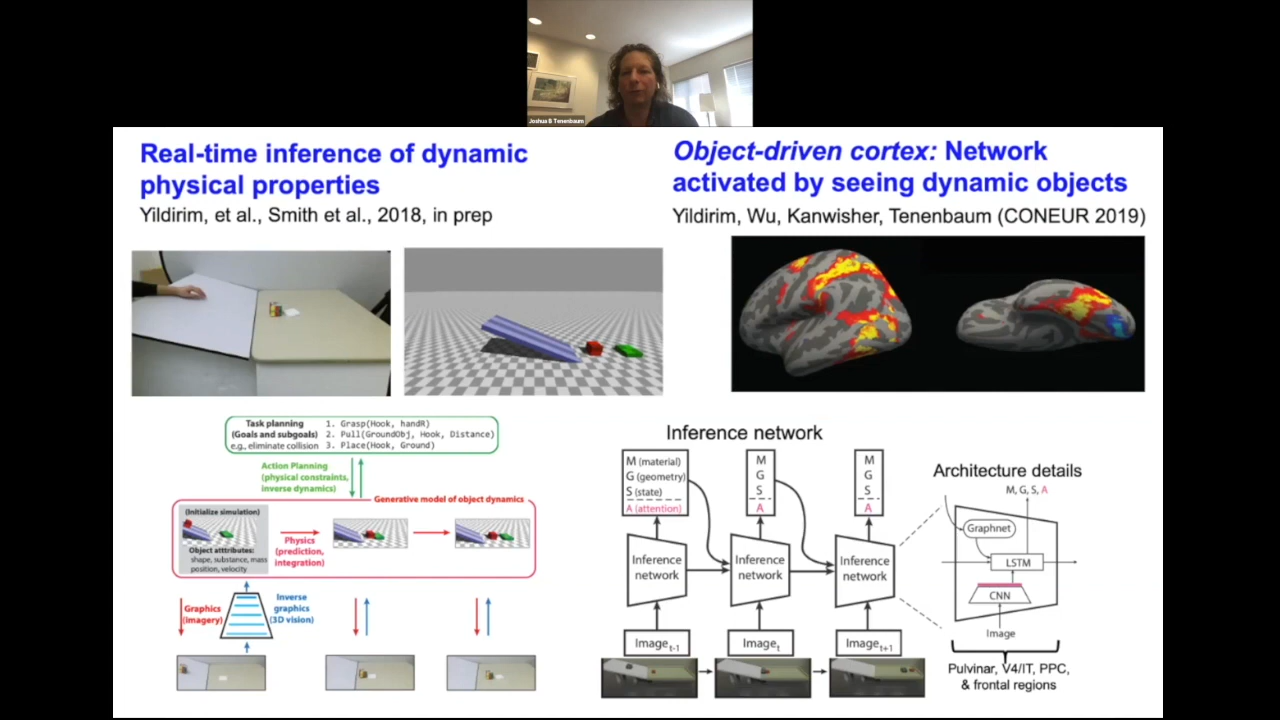 Joshua B Tenenbaum
Real-time inference of dynamic
physical properties
Yildirim, et al., Smith et al., 2018, in prep
Object-driven cortex: Network
activated by seeing dynamic objects
Yildirim, Wu, Kanwisher, Tenenbaum (CONEUR 2019)
Task planning
(Goals and subgoals)
e.g., eliminate collision
1. Grasp(Hook, handR)
2. Pull(GroundObj, Hook, Distance)
3. Place(Hook, Ground)
Action Planning
(physical constraints,
inverse dynamics)
Generative model of object dynamics
(Initialize simulation)
Object atttributes:
shape, substance, mass
position, velocity
Physics
(prediction,
integration)
Graphics
(imagery)
Inverse
graphics
(3D vision)
Inference network
M (material)
G (geometry)
S (state)
A (attention)
M
G
S
A
M
G
S
A
Inference
network
Inference
network
Inference
network
Image t-1
Image t
Image t+1
Architecture details
M, G, S, A
Graphnet
LSTM
CNN
Image
Pulvinar, V4/IT, PPC,
& frontal regions